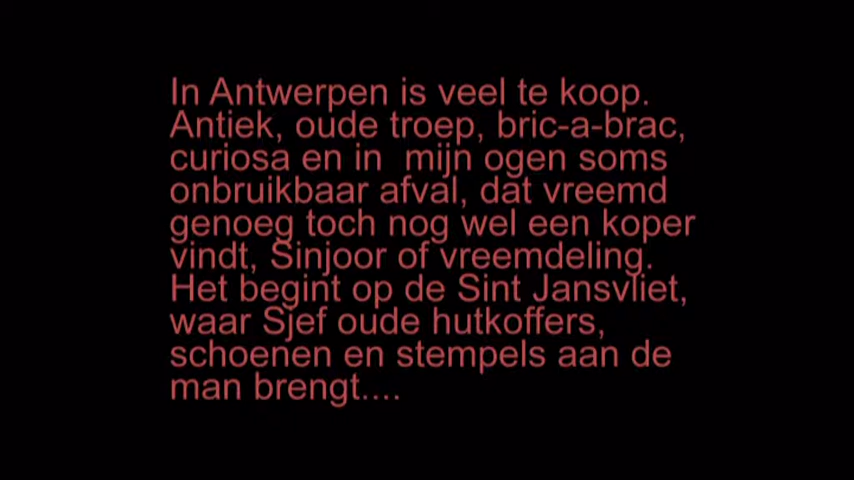 In Antwerpen is veel te koop.
Antiek, oude troep, bric-a-brac,
curiosa en in  mijn ogen soms
onbruikbaar afval, dat vreemd
genoeg toch nog wel een koper
vindt, Sinjoor of vreemdeling.
Het begint op de Sint Jansvliet,
waar Sjef oude hutkoffers,
schoenen en stempels aan de
man brengt....